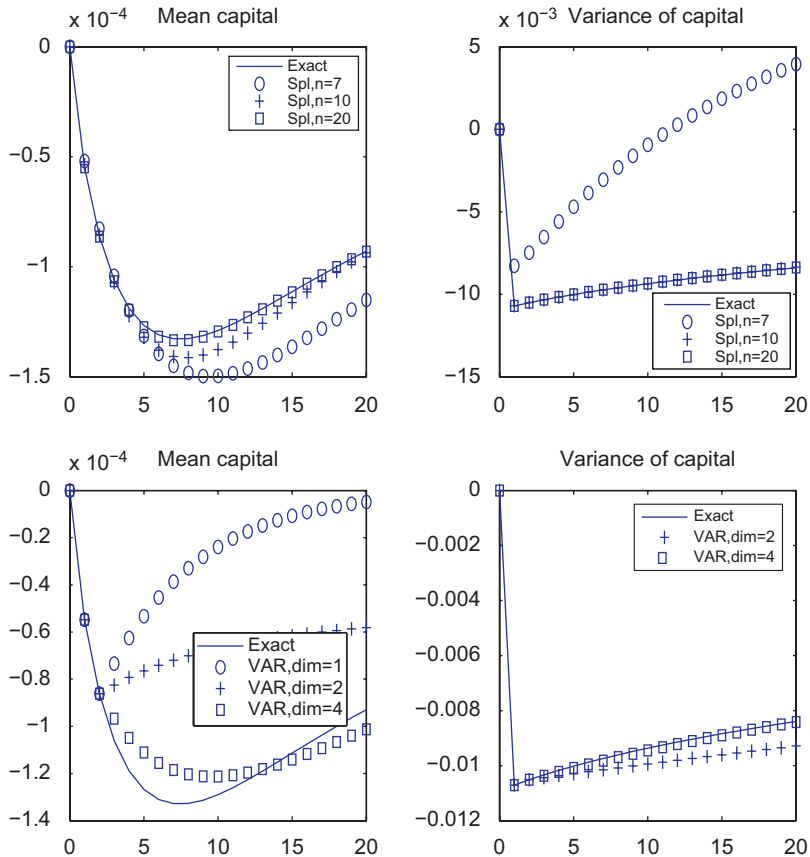 x 10⁻⁴ Mean capital
0
−0.5
−1
−1.5
0 5 10 15 20
Exact
Spl,n=7
Spl,n=10
Spl,n=20
x 10⁻³ Variance of capital
5
0
−5
−10
−15
0 5 10 15 20
Exact
Spl,n=7
Spl,n=10
Spl,n=20
x 10⁻⁴ Mean capital
0
−0.2
−0.4
−0.6
−0.8
−1
−1.2
−1.4
0 5 10 15 20
Exact
VAR,dim=1
VAR,dim=2
VAR,dim=4
Variance of capital
0
−0.002
−0.004
−0.006
−0.008
−0.01
−0.012
0 5 10 15 20
Exact
VAR,dim=2
VAR,dim=4